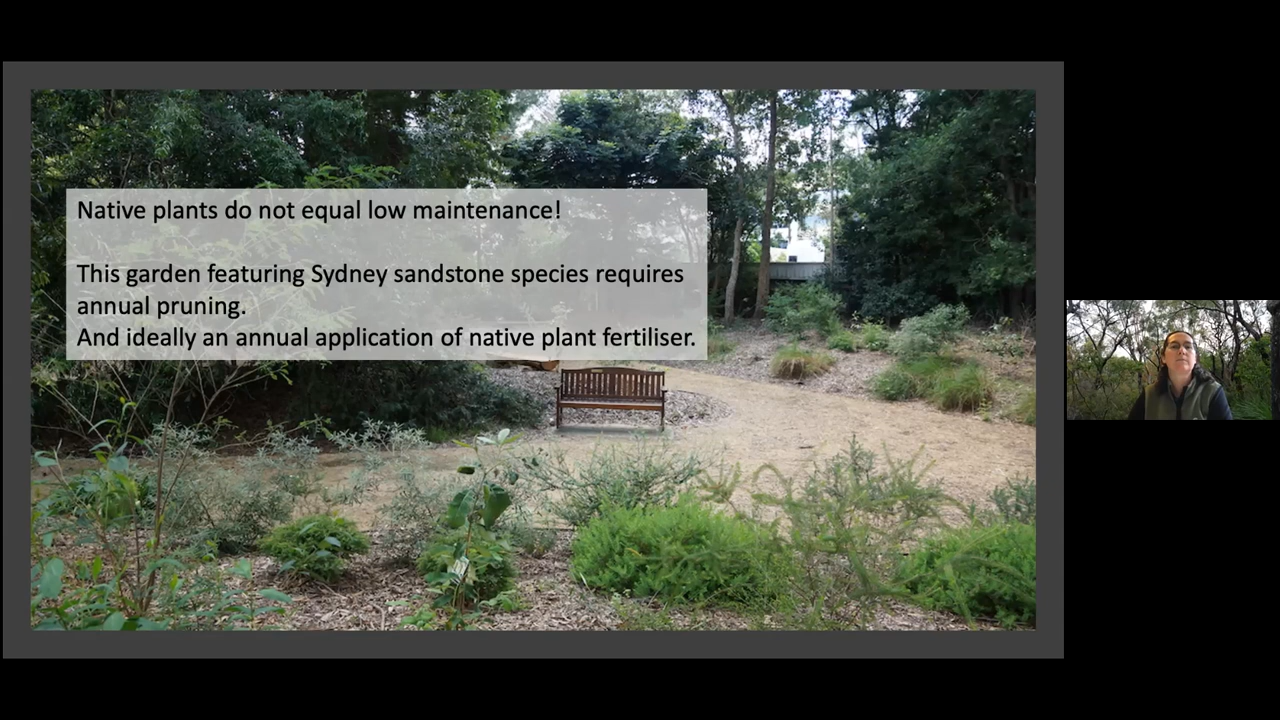 Native plants do not equal low maintenance!
This garden featuring Sydney sandstone species requires
annual pruning.
And ideally an annual application of native plant fertiliser.